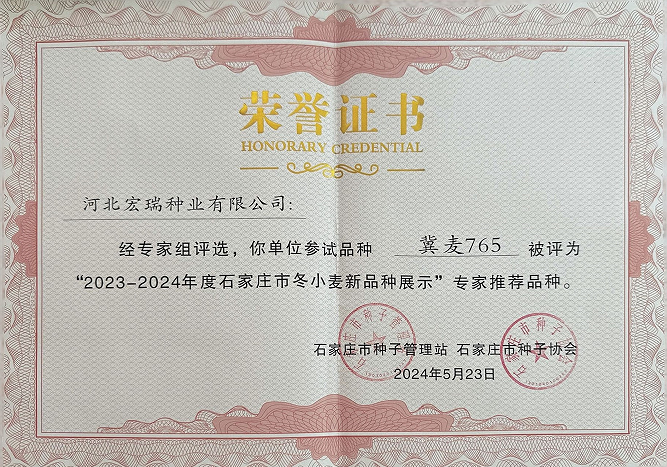 荣誉证书
HONORARY CREDENTIAL
河北宏瑞种业有限公司:
经专家组评选，你单位参试品种 冀麦765 被评为
“2023-2024年度石家庄市冬小麦新品种展示”专家推荐品种。
石家庄市种子管理站 石家庄市种子协会
2024年5月23日